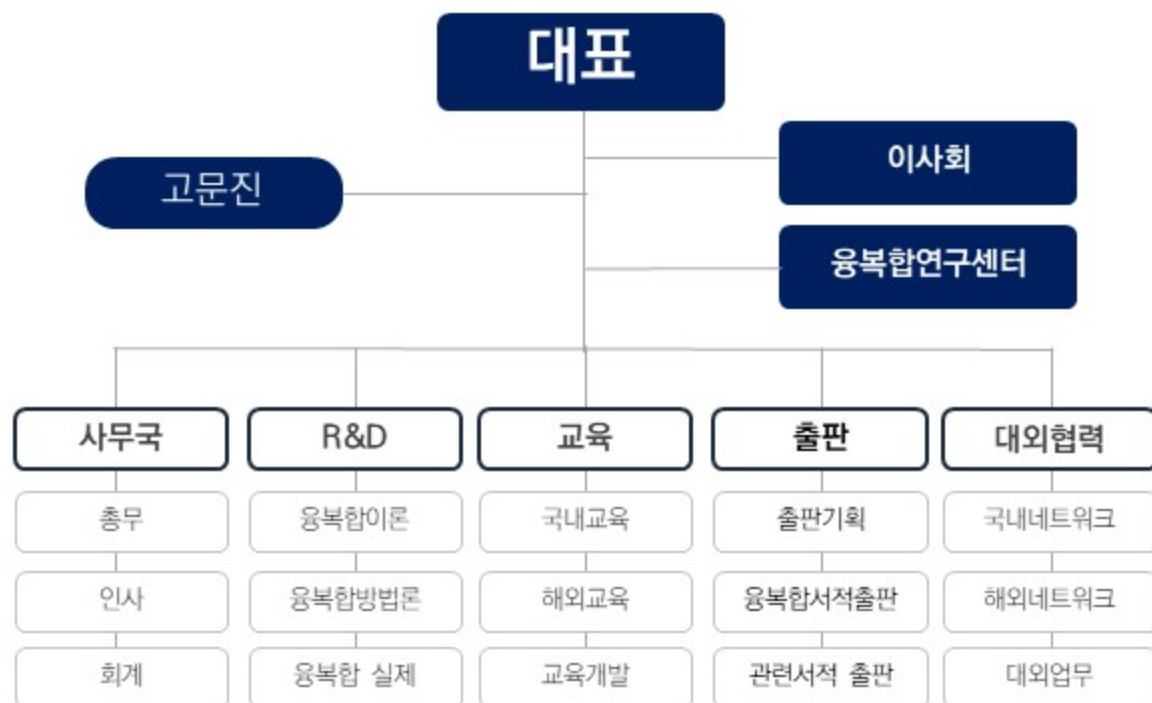 대표
이사회
고문진
융복합연구센터
사무국
R&D
교육
출판
대외협력
총무
융복합이론
국내교육
출판기획
국내네트워크
인사
융복합방법론
해외교육
융복합서적출판
해외네트워크
회계
융복합 실제
교육개발
관련서적 출판
대외업무